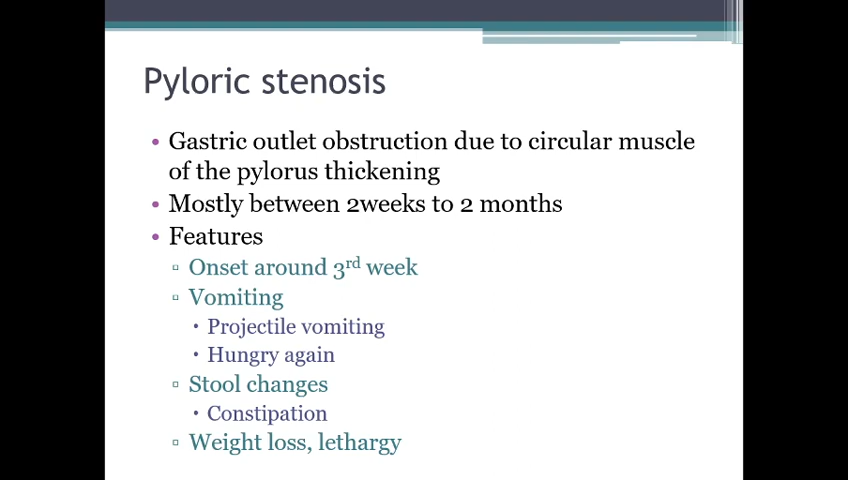 Pyloric stenosis
• Gastric outlet obstruction due to circular muscle
of the pylorus thickening
• Mostly between 2weeks to 2 months
• Features
▫ Onset around 3rd week
▫ Vomiting
• Projectile vomiting
• Hungry again
▫ Stool changes
• Constipation
▫ Weight loss, lethargy